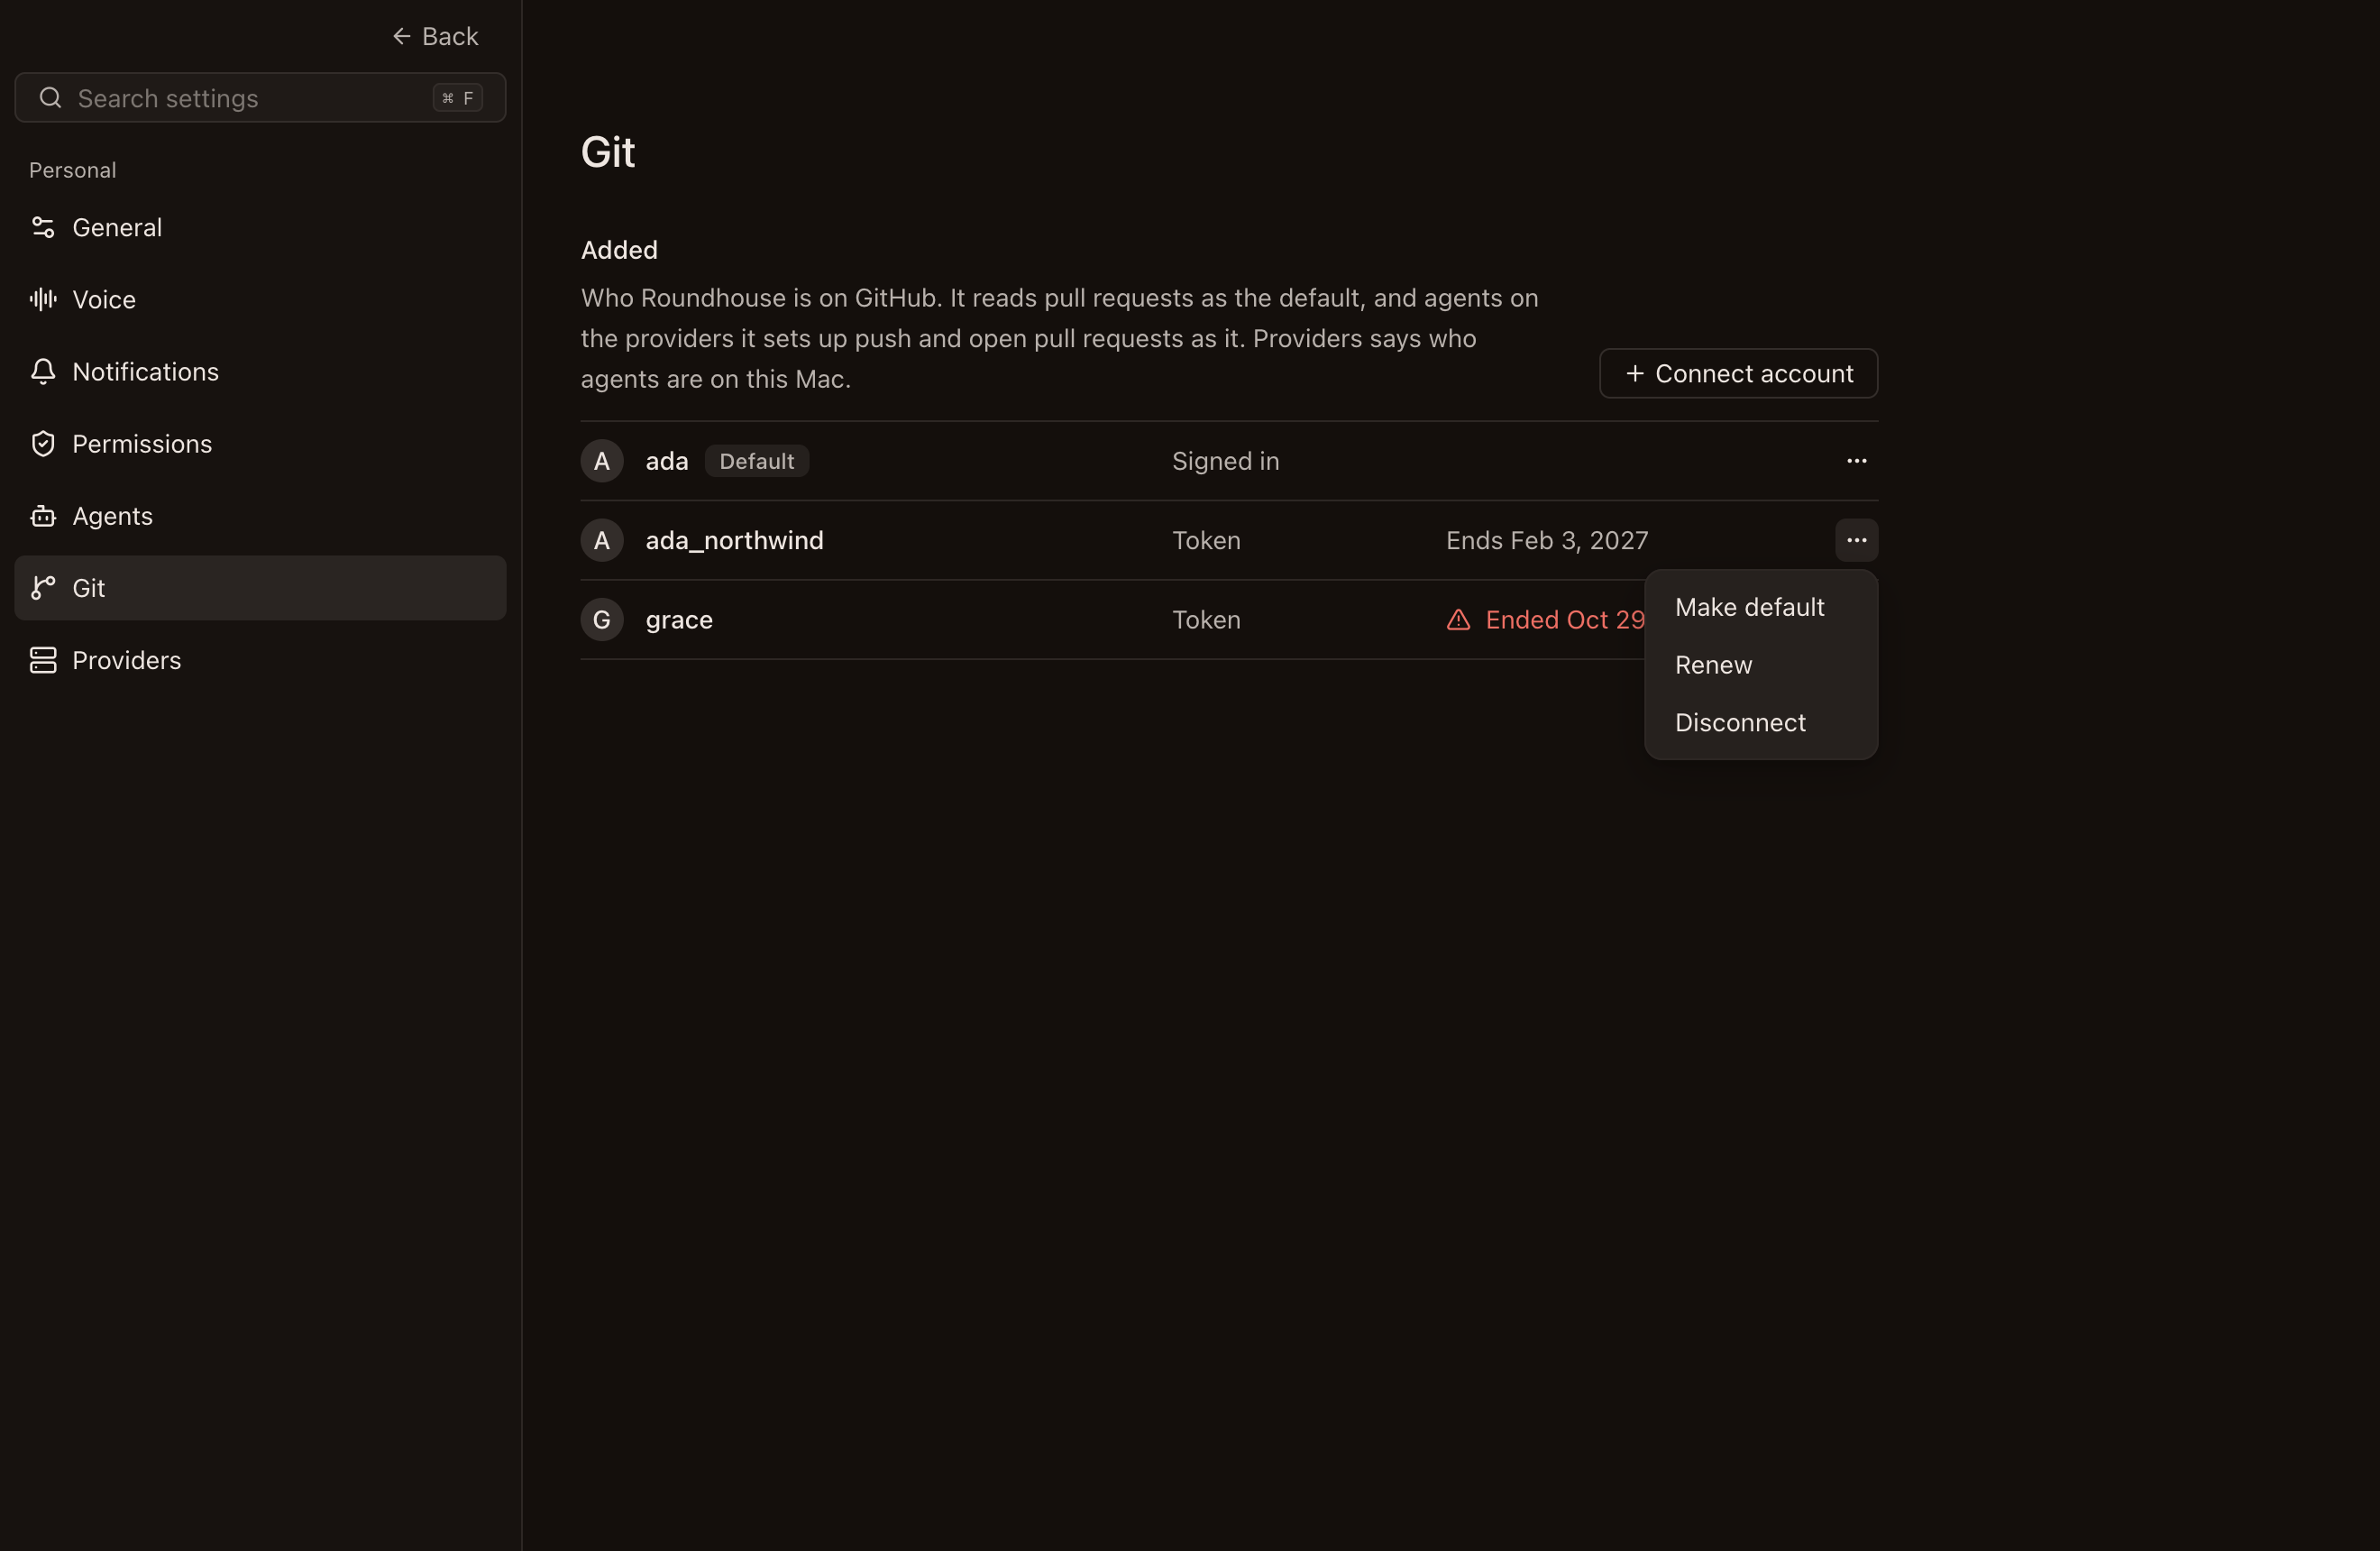 Back
Search settings
⌘ F
Personal
General
Voice
Notifications
Permissions
Agents
Git
Providers
Git
Added
Who Roundhouse is on GitHub. It reads pull requests as the default, and agents on
the providers it sets up push and open pull requests as it. Providers says who
agents are on this Mac.
Connect account
A ada Default Signed in
A ada_northwind Token Ends Feb 3, 2027
G grace Token Ended Oct 29
Make default
Renew
Disconnect